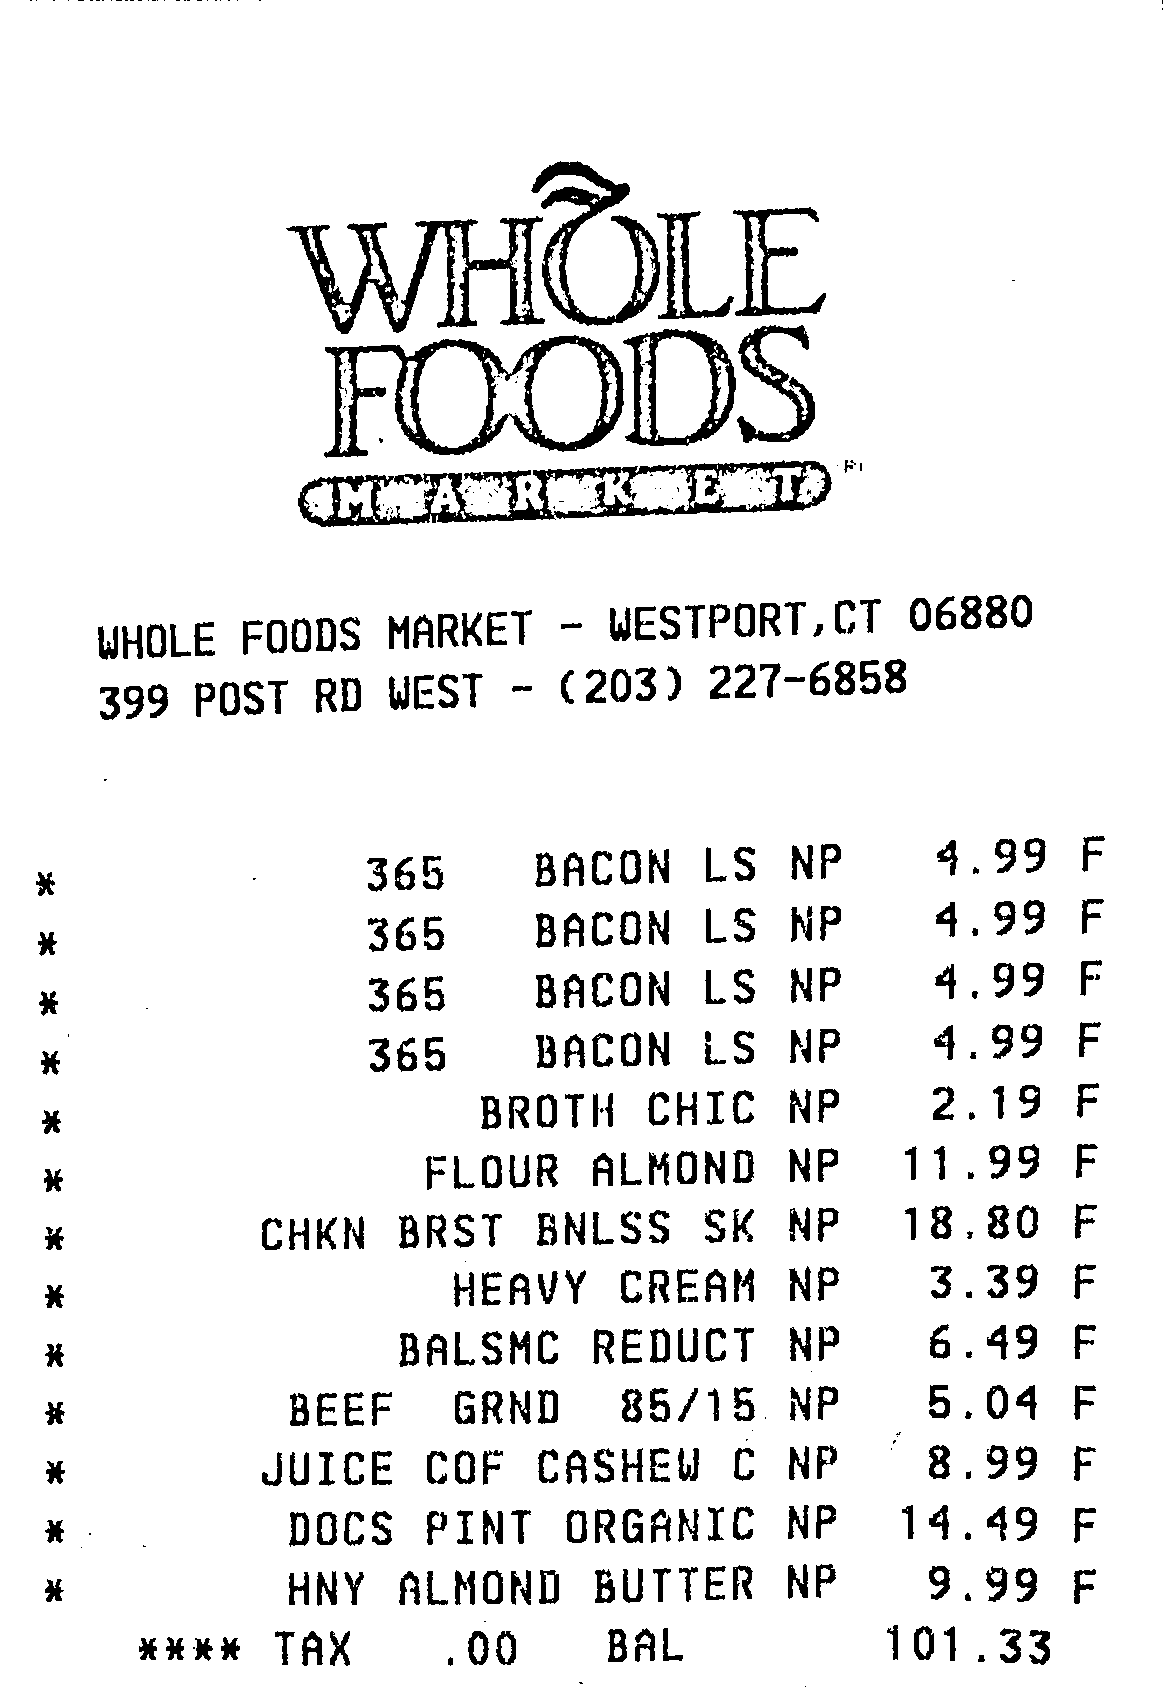 WHOLE
FOODS
MARKET
WHOLE FOODS MARKET - WESTPORT,CT 06880
399 POST RD WEST - (203) 227-6858
* 365 BACON LS NP 4.99 F
* 365 BACON LS NP 4.99 F
* 365 BACON LS NP 4.99 F
* 365 BACON LS NP 4.99 F
* BROTH CHIC NP 2.19 F
* FLOUR ALMOND NP 11.99 F
* CHKN BRST BNLSS SK NP 18.80 F
* HEAVY CREAM NP 3.39 F
* BALSMC REDUCT NP 6.49 F
* BEEF GRND 85/15 NP 5.04 F
* JUICE COF CASHEW C NP 8.99 F
* DOCS PINT ORGANIC NP 14.49 F
* HNY ALMOND BUTTER NP 9.99 F
**** TAX .00 BAL 101.33